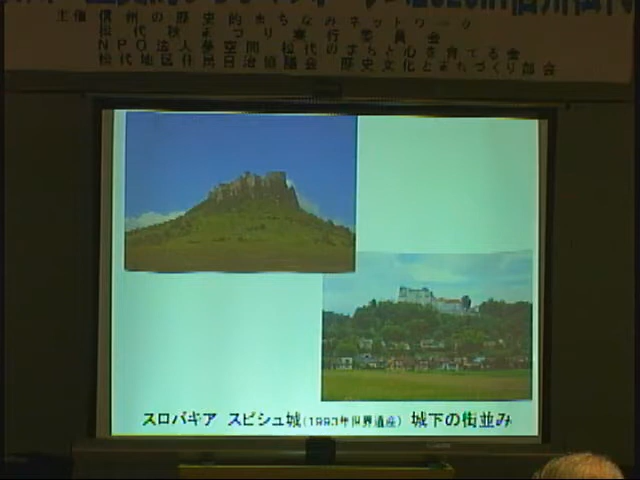 主催 信州の歴史的まちなみネットワーク
松代秋まつり実行委員会
NPO法人夢空間 松代のまちと心を育てる会
松代地区住民自治協議会 歴史文化とまちづくり部会
スロバキア スピシュ城(1993年世界遺産) 城下の街並み